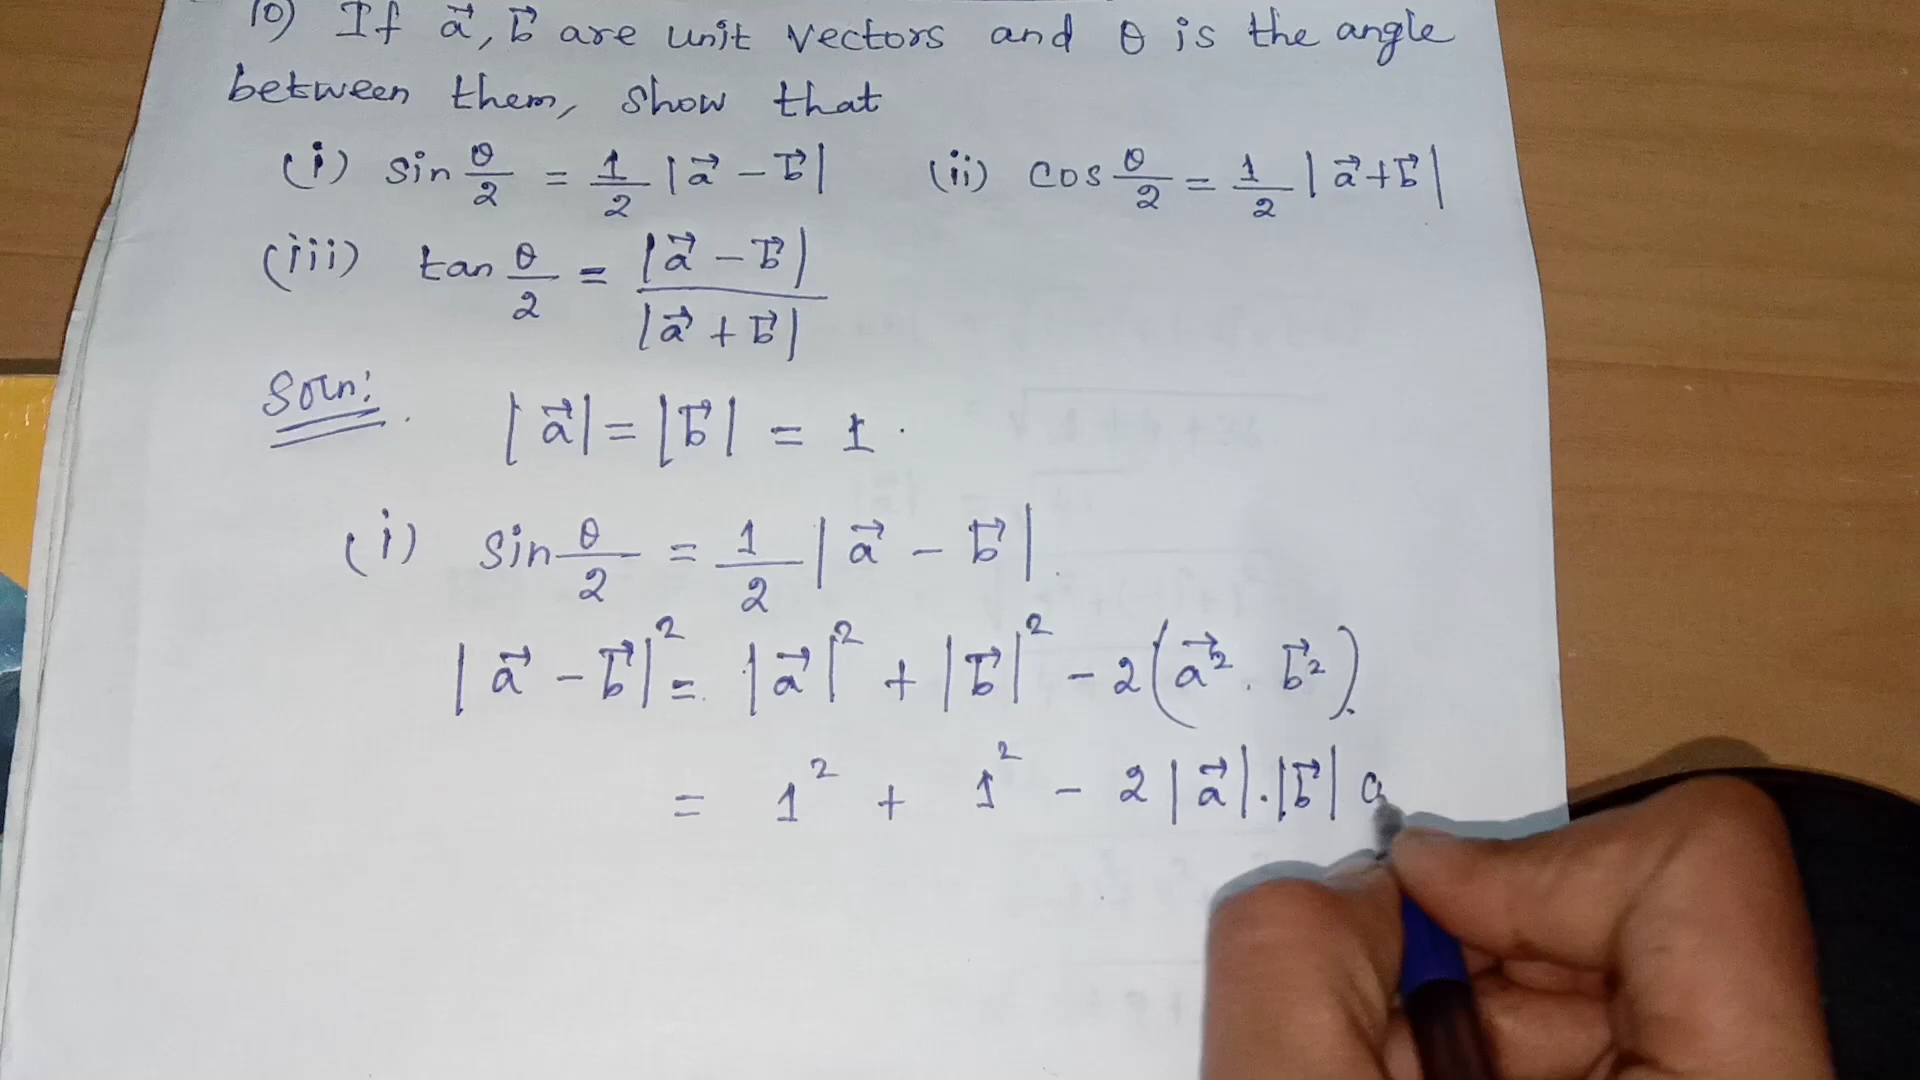 10) If a⃗, b⃗ are unit vectors and θ is the angle
between them, show that
(i) sin θ/2 = 1/2 |a⃗ - b⃗| (ii) cos θ/2 = 1/2 |a⃗ + b⃗|
(iii) tan θ/2 = |a⃗ - b⃗| / |a⃗ + b⃗|
Soln:
|a⃗| = |b⃗| = 1.
(i) sin θ/2 = 1/2 |a⃗ - b⃗|.
|a⃗ - b⃗|² = |a⃗|² + |b⃗|² - 2(a⃗². b⃗²).
= 1² + 1² - 2|a⃗|.|b⃗|